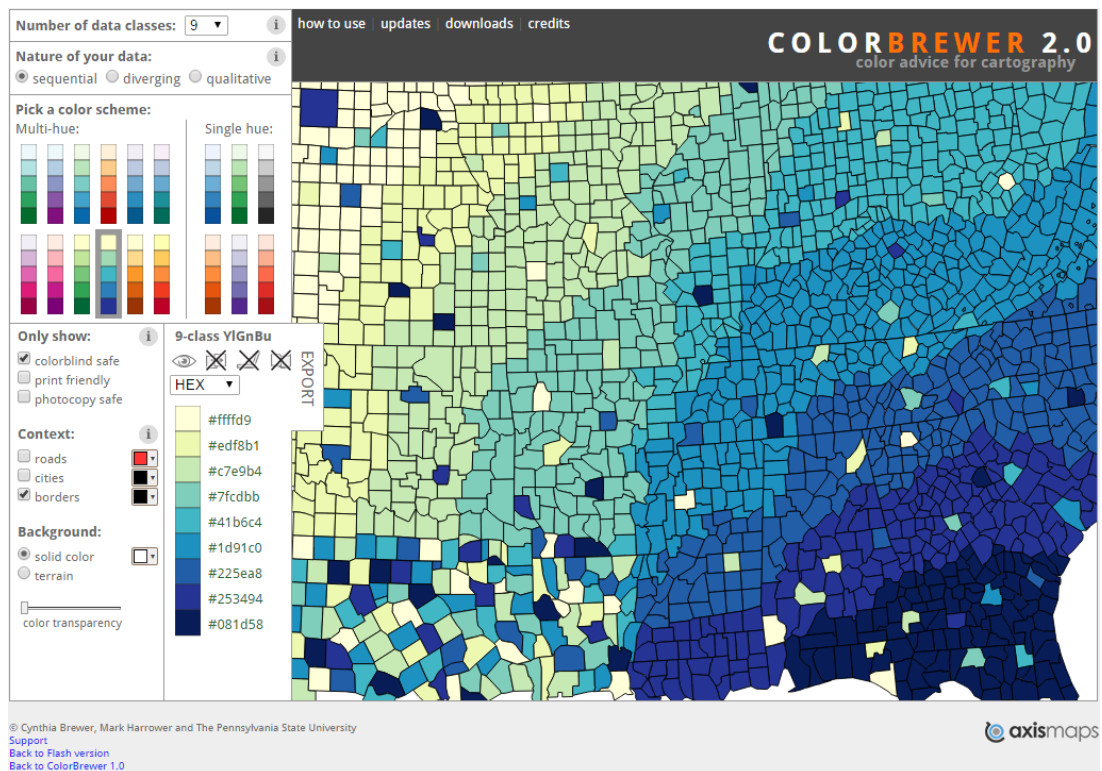 Number of data classes: 9 i
how to use updates downloads credits
COLORBREWER 2.0
color advice for cartography
Nature of your data: i
sequential diverging qualitative
Pick a color scheme:
Multi-hue: Single hue:
Only show: i
colorblind safe
print friendly
photocopy safe
Context: i
roads
cities
borders
Background:
solid color
terrain
color transparency
9-class YlGnBu
HEX
EXPORT
#ffffd9
#edf8b1
#c7e9b4
#7fcdbb
#41b6c4
#1d91c0
#225ea8
#253494
#081d58
© Cynthia Brewer, Mark Harrower and The Pennsylvania State University
Support
Back to Flash version
Back to ColorBrewer 1.0
axismaps